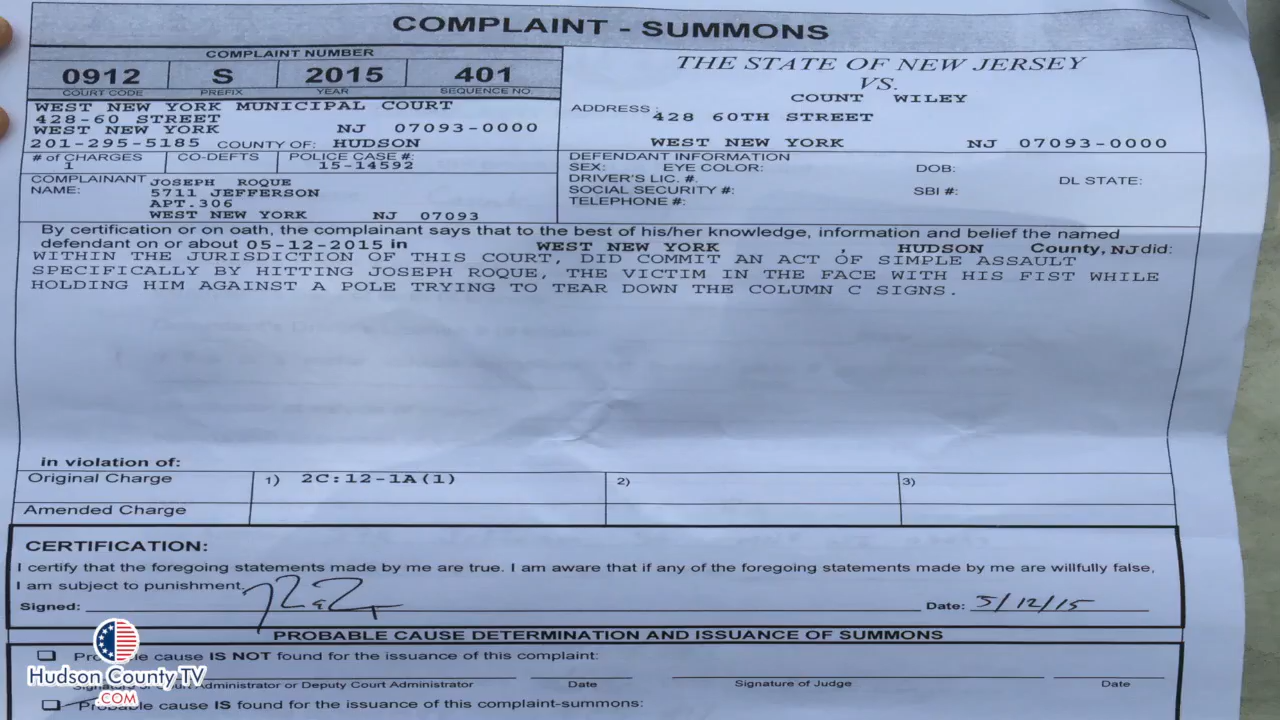 COMPLAINT - SUMMONS
COMPLAINT NUMBER
0912 S 2015 401
COURT CODE PREFIX YEAR SEQUENCE NO.
THE STATE OF NEW JERSEY
VS.
COUNT WILEY
ADDRESS:
428 60TH STREET
WEST NEW YORK NJ 07093-0000
WEST NEW YORK MUNICIPAL COURT
428-60 STREET
WEST NEW YORK NJ 07093-0000
201-295-5185 COUNTY OF: HUDSON
# of CHARGES CO-DEFTS POLICE CASE #:
1 15-14592
COMPLAINANT JOSEPH ROQUE
NAME: 5711 JEFFERSON
APT.306
WEST NEW YORK NJ 07093
DEFENDANT INFORMATION
SEX: EYE COLOR: DOB:
DRIVER'S LIC. #. DL STATE:
SOCIAL SECURITY #: SBI #:
TELEPHONE #:
By certification or on oath, the complainant says that to the best of his/her knowledge, information and belief the named
defendant on or about 05-12-2015 in WEST NEW YORK , HUDSON County, NJ did:
WITHIN THE JURISDICTION OF THIS COURT, DID COMMIT AN ACT OF SIMPLE ASSAULT
SPECIFICALLY BY HITTING JOSEPH ROQUE, THE VICTIM IN THE FACE WITH HIS FIST WHILE
HOLDING HIM AGAINST A POLE TRYING TO TEAR DOWN THE COLUMN C SIGNS.
in violation of:
Original Charge 1) 2C:12-1A(1) 2) 3)
Amended Charge
CERTIFICATION:
I certify that the foregoing statements made by me are true. I am aware that if any of the foregoing statements made by me are willfully false,
I am subject to punishment.
Signed: Date: 5/12/15
PROBABLE CAUSE DETERMINATION AND ISSUANCE OF SUMMONS
Probable cause IS NOT found for the issuance of this complaint:
Signature of Court Administrator or Deputy Court Administrator Date Signature of Judge Date
Probable cause IS found for the issuance of this complaint-summons:
Hudson County TV
.COM